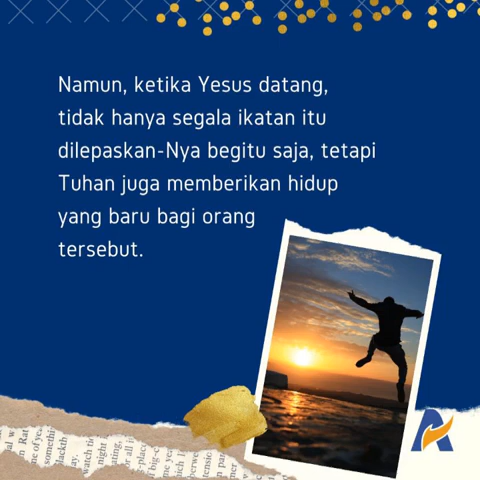 Namun, ketika Yesus datang,
tidak hanya segala ikatan itu
dilepaskan-Nya begitu saja, tetapi
Tuhan juga memberikan hidup
yang baru bagi orang
tersebut.